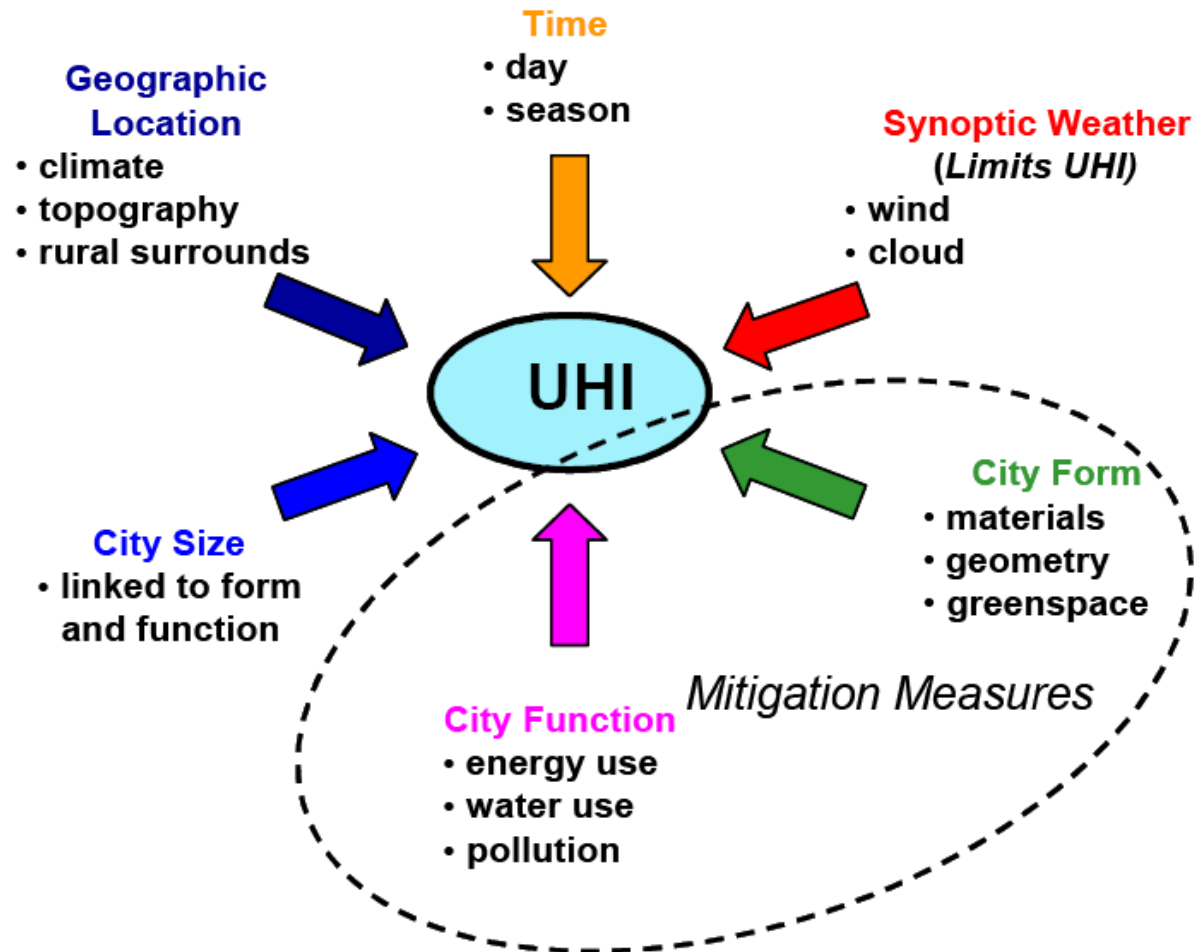 Time
• day
• season
Geographic
Location
• climate
• topography
• rural surrounds
Synoptic Weather
(Limits UHI)
• wind
• cloud
UHI
City Size
• linked to form
and function
City Form
• materials
• geometry
• greenspace
Mitigation Measures
City Function
• energy use
• water use
• pollution